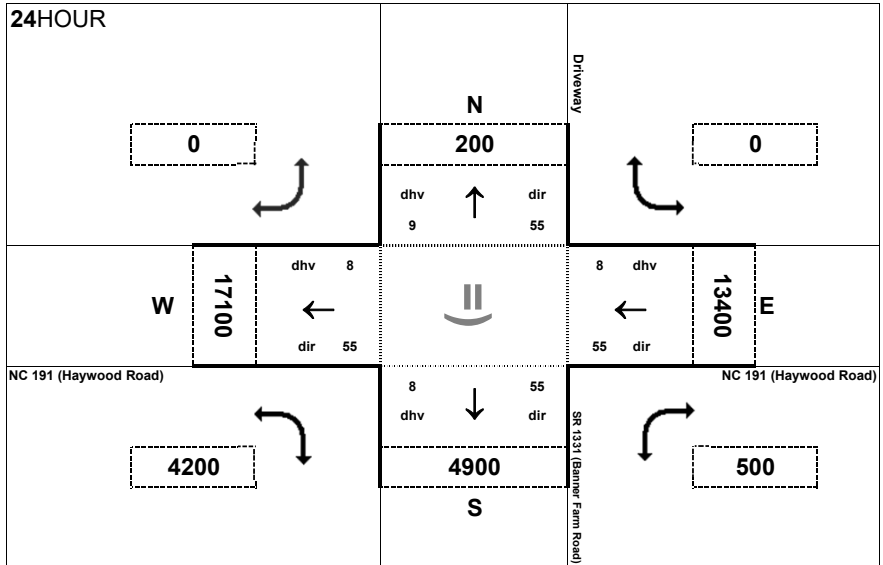 24HOUR
Driveway
N
0
200
0
dhv
dir
9
55
dhv 8
8 dhv
W
17100
13400
E
dir 55
55 dir
NC 191 (Haywood Road)
NC 191 (Haywood Road)
8
55
dhv
dir
SR 1331 (Banner Farm Road)
4200
4900
500
S